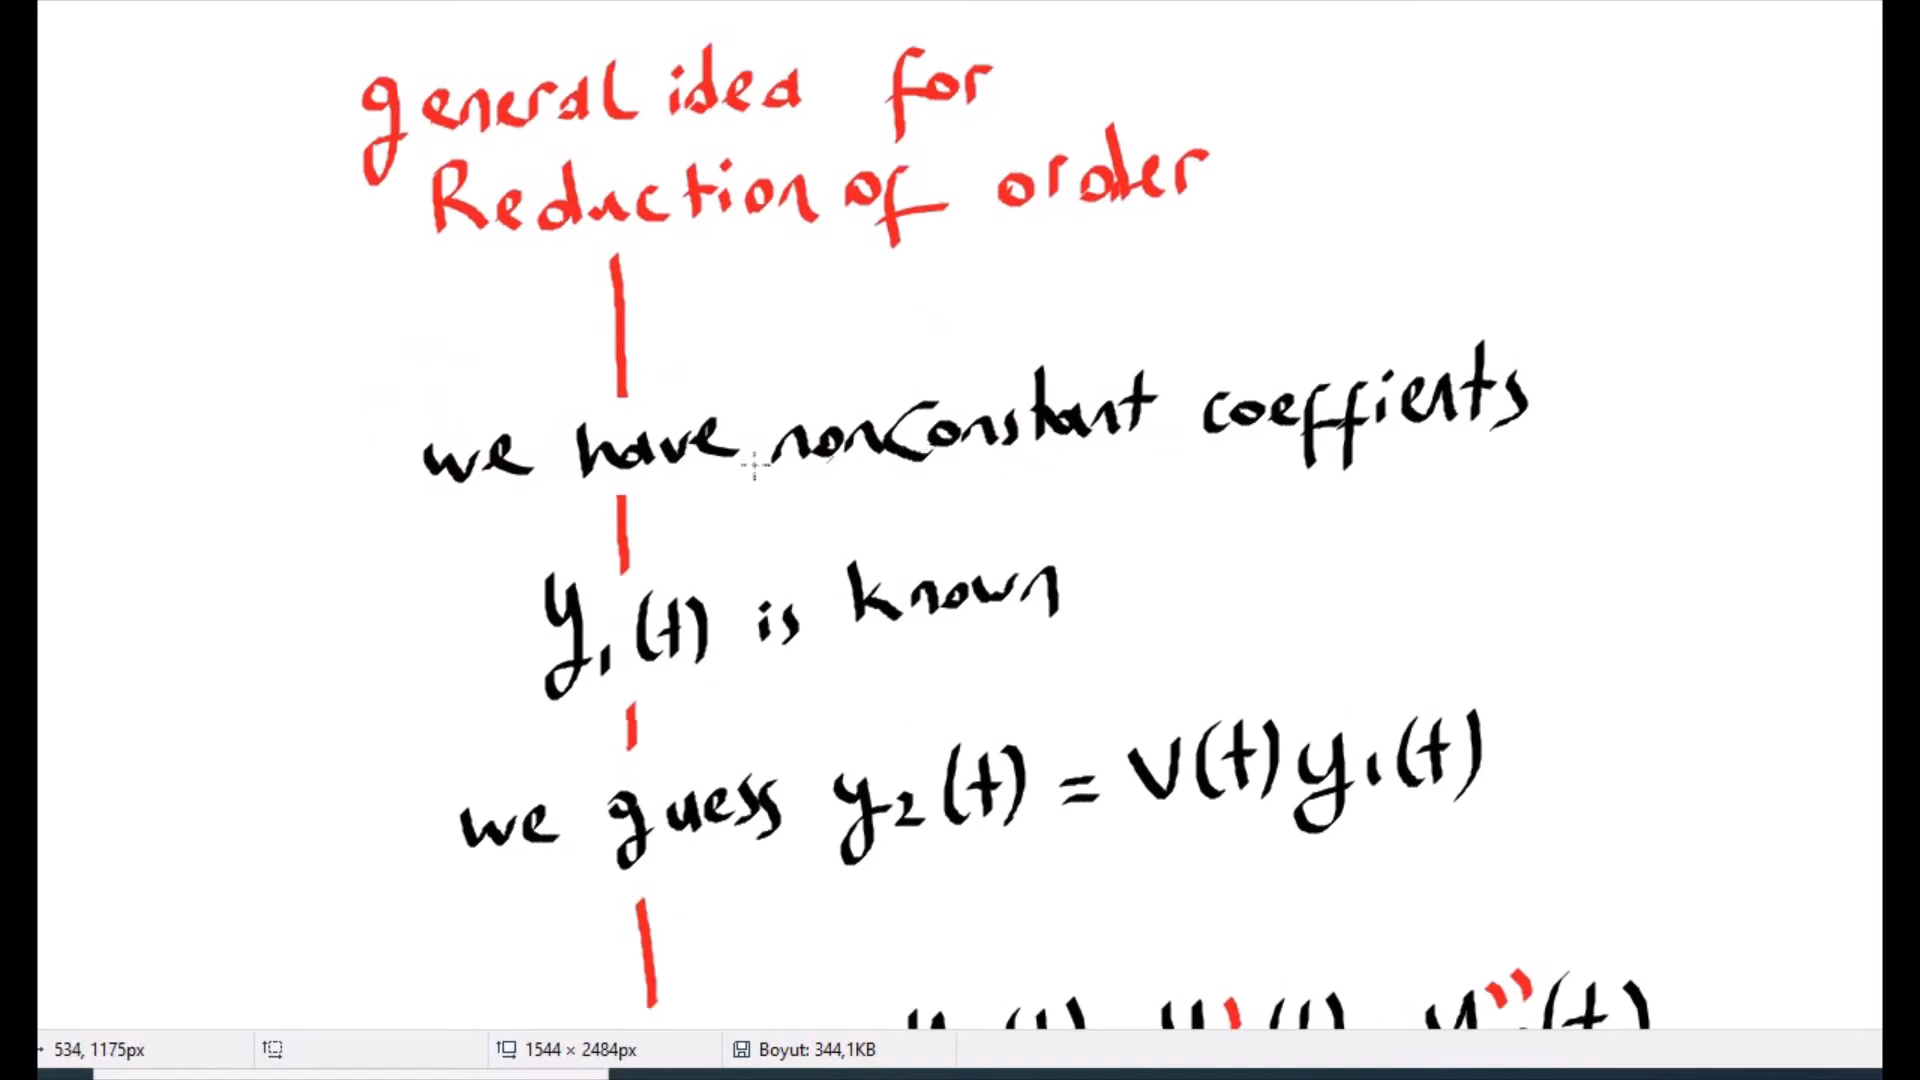 general idea for
Reduction of order
we have nonconstant coeffients
y₁(t) is known
we guess y₂(t) = V(t)y₁(t)
534, 1175px
1544 × 2484px
Boyut: 344,1KB